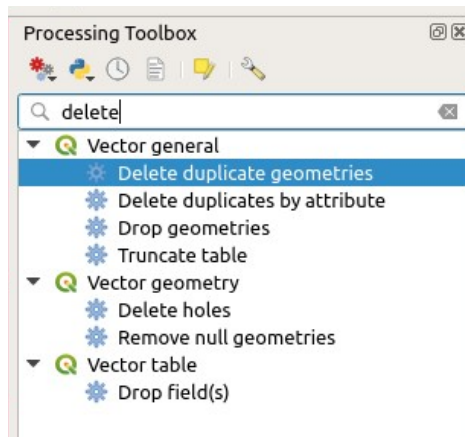 Processing Toolbox
delete
Vector general
Delete duplicate geometries
Delete duplicates by attribute
Drop geometries
Truncate table
Vector geometry
Delete holes
Remove null geometries
Vector table
Drop field(s)